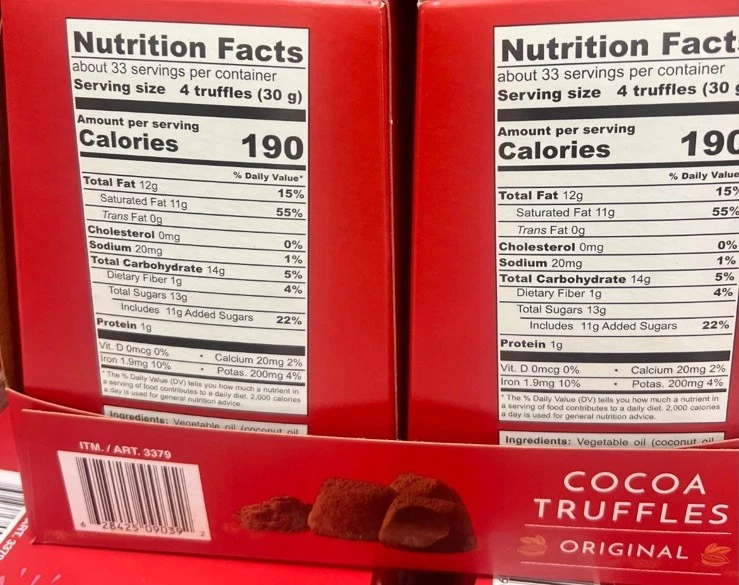 Nutrition Facts
about 33 servings per container
Serving size 4 truffles (30 g)
Amount per serving
Calories 190
% Daily Value*
Total Fat 12g 15%
Saturated Fat 11g 55%
Trans Fat 0g
Cholesterol 0mg 0%
Sodium 20mg 1%
Total Carbohydrate 14g 5%
Dietary Fiber 1g 4%
Total Sugars 13g
Includes 11g Added Sugars 22%
Protein 1g
Vit. D 0mcg 0% • Calcium 20mg 2%
Iron 1.9mg 10% • Potas. 200mg 4%
* The % Daily Value (DV) tells you how much a nutrient in
a serving of food contributes to a daily diet. 2,000 calories
a day is used for general nutrition advice.
Ingredients: Vegetable oil (coconut oil
Nutrition Fact
about 33 servings per container
Serving size 4 truffles (30
Amount per serving
Calories 190
% Daily Value
Total Fat 12g 15%
Saturated Fat 11g 55%
Trans Fat 0g
Cholesterol 0mg 0%
Sodium 20mg 1%
Total Carbohydrate 14g 5%
Dietary Fiber 1g 4%
Total Sugars 13g
Includes 11g Added Sugars 22%
Protein 1g
Vit. D 0mcg 0% • Calcium 20mg 2%
Iron 1.9mg 10% • Potas. 200mg 4%
* The % Daily Value (DV) tells you how much a nutrient in
a serving of food contributes to a daily diet. 2,000 calories
a day is used for general nutrition advice.
Ingredients: Vegetable oil (coconut oil
ITM. / ART. 3379
6 28425 09039 2
COCOA
TRUFFLES
ORIGINAL